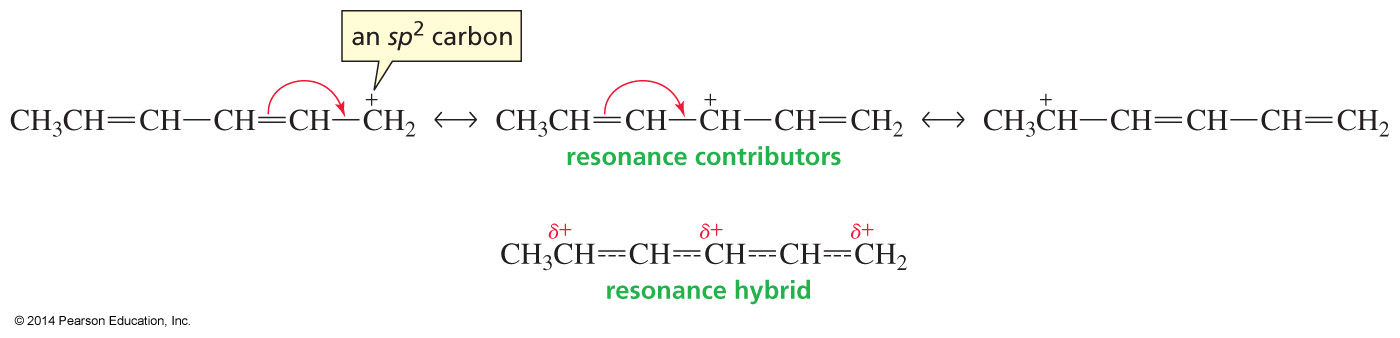 an sp² carbon
CH₃CH=CH—CH=CH—C⁺H₂ ⟷ CH₃CH=CH—C⁺H—CH=CH₂ ⟷ CH₃C⁺H—CH=CH—CH=CH₂
resonance contributors
δ+ δ+ δ+
CH₃CH=CH=CH=CH=CH₂
resonance hybrid
© 2014 Pearson Education, Inc.